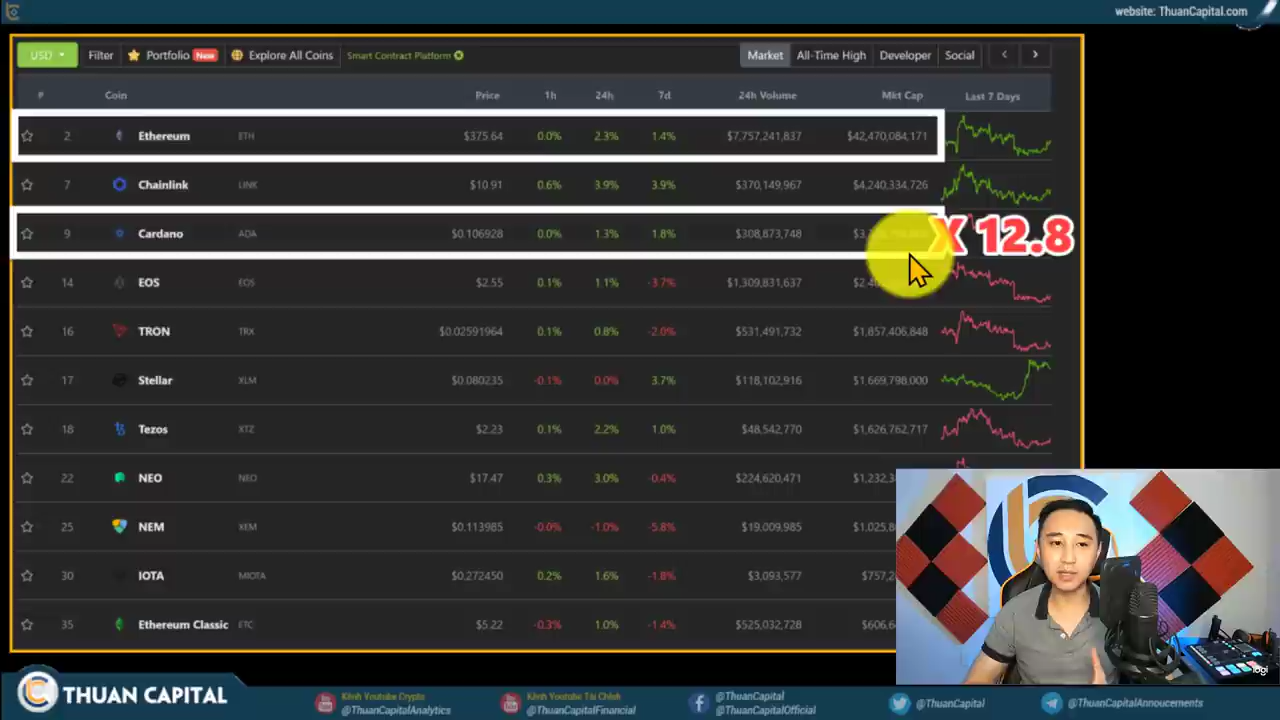 website: ThuanCapital.com
USD Filter Portfolio New Explore All Coins Smart Contract Platform Market All-Time High Developer Social
# Coin Price 1h 24h 7d 24h Volume Mkt Cap Last 7 Days
2 Ethereum ETH $375.64 0.0% 2.3% 1.4% $7,757,241,837 $42,470,084,171
7 Chainlink LINK $10.91 0.6% 3.9% 3.9% $370,149,967 $4,240,334,726
9 Cardano ADA $0.106928 0.0% 1.3% 1.8% $308,873,748 X 12.8
14 EOS EOS $2.55 0.1% 1.1% -3.7% $1,309,831,637
16 TRON TRX $0.02591964 0.1% 0.8% -2.0% $531,491,732 $1,857,406,848
17 Stellar XLM $0.080235 -0.1% 0.0% 3.7% $118,102,916 $1,669,798,000
18 Tezos XTZ $2.23 0.1% 2.2% 1.0% $48,542,770 $1,626,762,717
22 NEO NEO $17.47 0.3% 3.0% -0.4% $224,620,471
25 NEM XEM $0.113985 -0.0% -1.0% -5.8% $19,009,985
30 IOTA MIOTA $0.272450 0.2% 1.6% -1.8% $3,093,577
35 Ethereum Classic ETC $5.22 -0.3% 1.0% -1.4% $525,032,728
logi
THUAN CAPITAL
Kênh Youtube Crypto
@ThuanCapitalAnalytics
Kênh Youtube Tài Chính
@ThuanCapitalFinancial
@ThuanCapital
@ThuanCapitalOfficial
@ThuanCapital
@ThuanCapitalAnnoucements